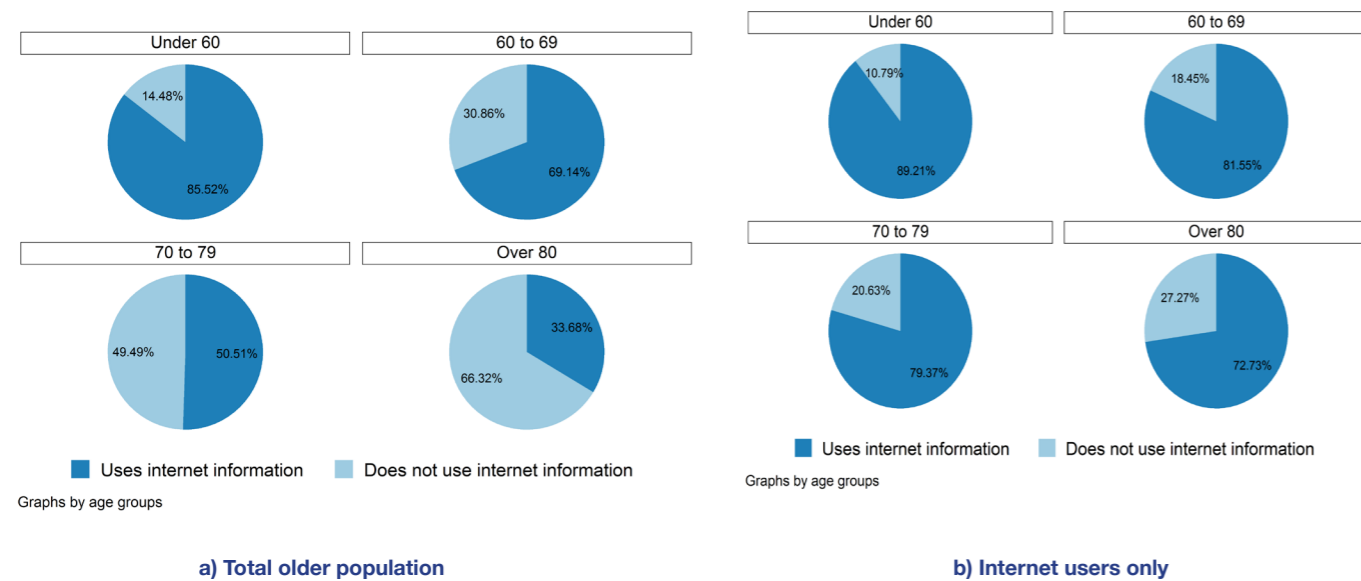 Under 60
60 to 69
14.48%
85.52%
30.86%
69.14%
70 to 79
Over 80
49.49%
50.51%
33.68%
66.32%
Uses internet information
Does not use internet information
Graphs by age groups
a) Total older population
Under 60
60 to 69
10.79%
89.21%
18.45%
81.55%
70 to 79
Over 80
20.63%
79.37%
27.27%
72.73%
Uses internet information
Does not use internet information
Graphs by age groups
b) Internet users only